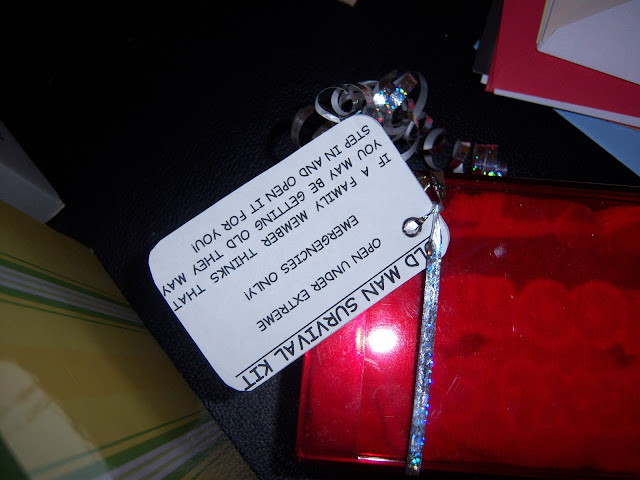 OLD MAN SURVIVAL KIT
OPEN UNDER EXTREME
EMERGENCIES ONLY!
IF A FAMILY MEMBER THINKS THAT
YOU MAY BE GETTING OLD THEY MAY
STEP IN AND OPEN IT FOR YOU!